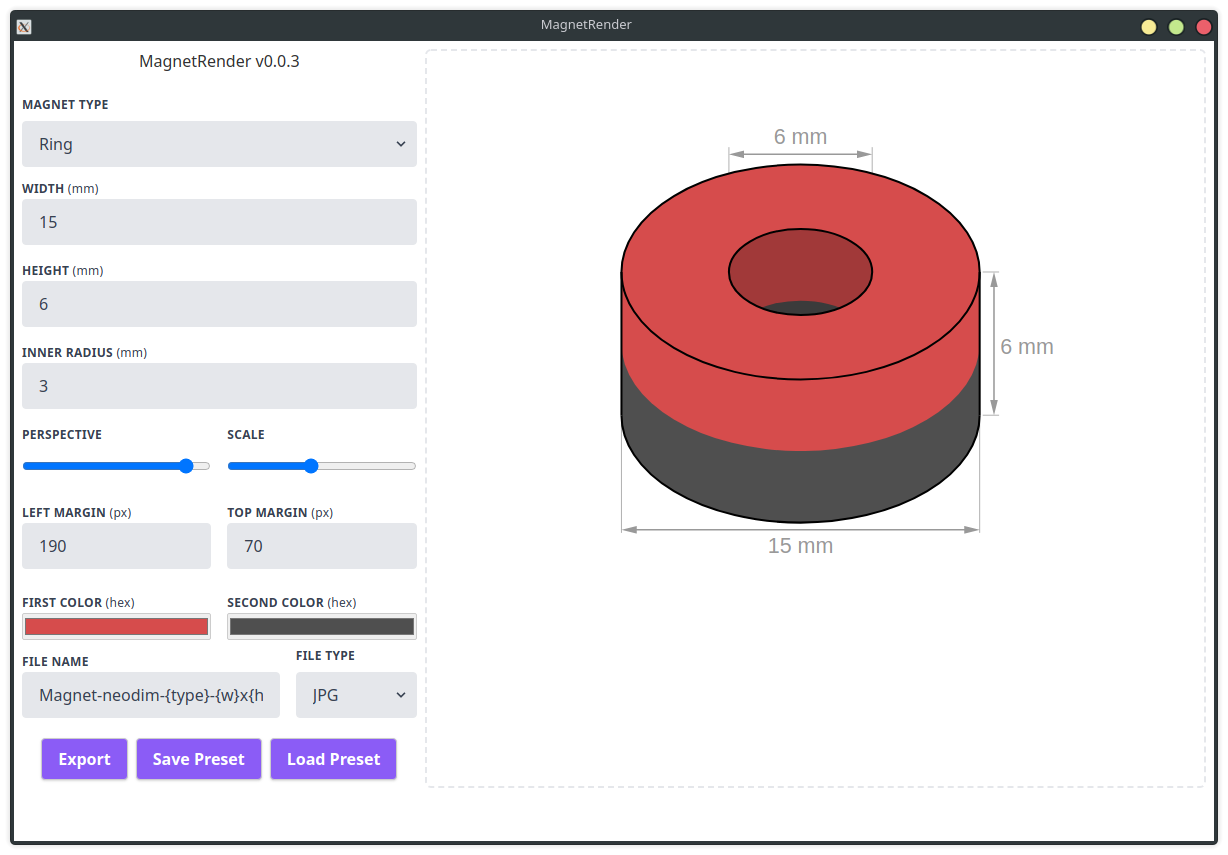 MagnetRender
MagnetRender v0.0.3
MAGNET TYPE
Ring
WIDTH (mm)
15
HEIGHT (mm)
6
INNER RADIUS (mm)
3
PERSPECTIVE
SCALE
LEFT MARGIN (px)
TOP MARGIN (px)
190
70
FIRST COLOR (hex)
SECOND COLOR (hex)
FILE NAME
FILE TYPE
Magnet-neodim-{type}-{w}x{h
JPG
Export
Save Preset
Load Preset
6 mm
6 mm
15 mm